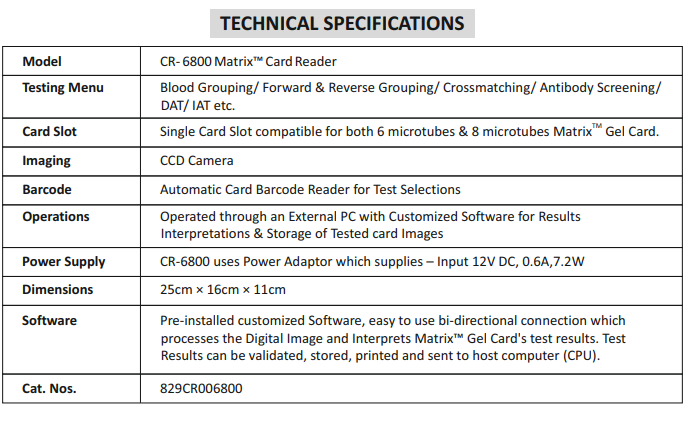 TECHNICAL SPECIFICATIONS
Model CR- 6800 Matrix™ Card Reader
Testing Menu Blood Grouping/ Forward & Reverse Grouping/ Crossmatching/ Antibody Screening/
DAT/ IAT etc.
Card Slot Single Card Slot compatible for both 6 microtubes & 8 microtubes Matrix™ Gel Card.
Imaging CCD Camera
Barcode Automatic Card Barcode Reader for Test Selections
Operations Operated through an External PC with Customized Software for Results
Interpretations & Storage of Tested card Images
Power Supply CR-6800 uses Power Adaptor which supplies – Input 12V DC, 0.6A,7.2W
Dimensions 25cm × 16cm × 11cm
Software Pre-installed customized Software, easy to use bi-directional connection which
processes the Digital Image and Interprets Matrix™ Gel Card's test results. Test
Results can be validated, stored, printed and sent to host computer (CPU).
Cat. Nos. 829CR006800